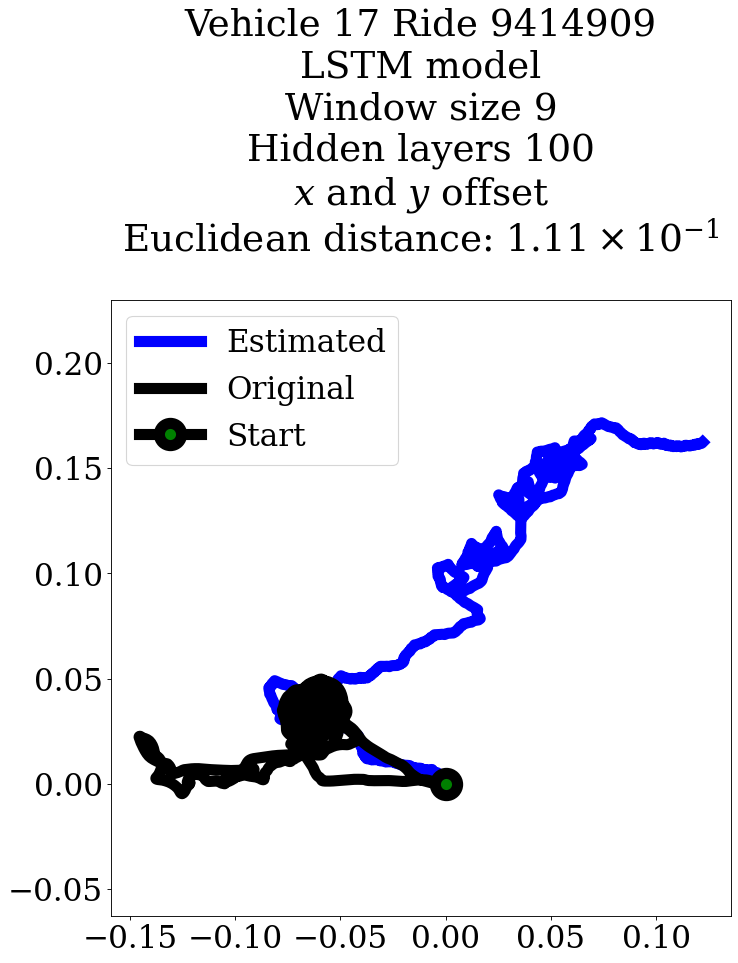 Vehicle 17 Ride 9414909
LSTM model
Window size 9
Hidden layers 100
x and y offset
Euclidean distance: 1.11 × 10⁻¹
Estimated
Original
Start
0.20
0.15
0.10
0.05
0.00
−0.05
−0.15 −0.10 −0.05 0.00 0.05 0.10